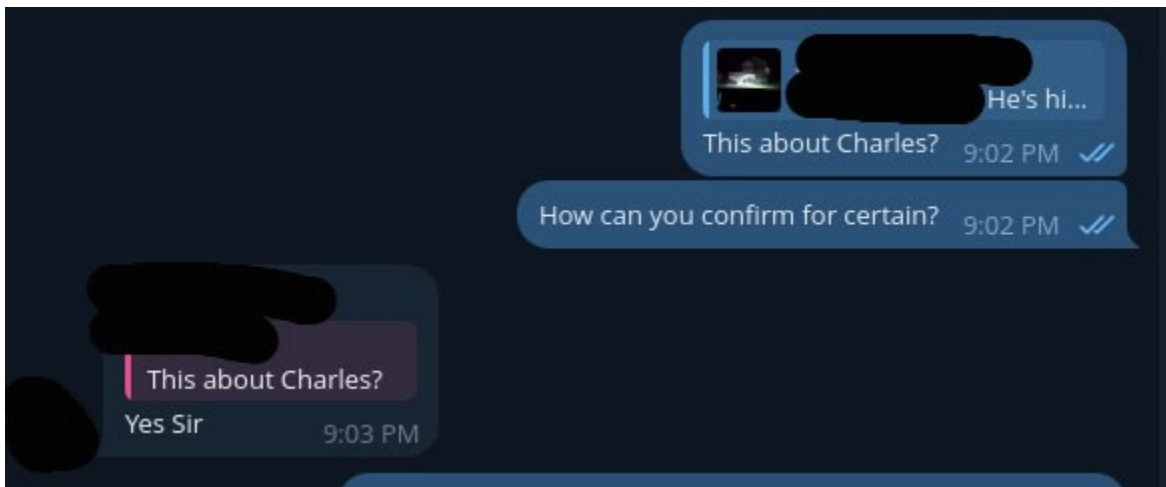 He's hi...
This about Charles?
9:02 PM
How can you confirm for certain?
9:02 PM
This about Charles?
Yes Sir
9:03 PM